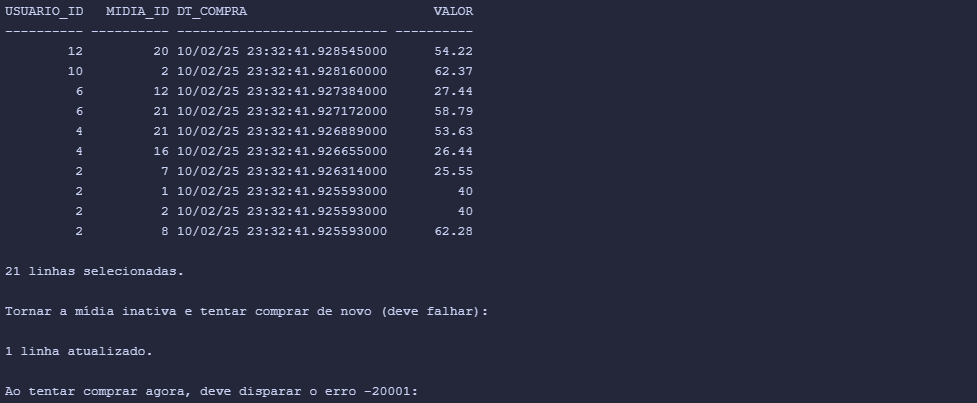 USUARIO_ID MIDIA_ID DT_COMPRA VALOR
---------- ---------- --------------------------- ----------
12 20 10/02/25 23:32:41.928545000 54.22
10 2 10/02/25 23:32:41.928160000 62.37
6 12 10/02/25 23:32:41.927384000 27.44
6 21 10/02/25 23:32:41.927172000 58.79
4 21 10/02/25 23:32:41.926889000 53.63
4 16 10/02/25 23:32:41.926655000 26.44
2 7 10/02/25 23:32:41.926314000 25.55
2 1 10/02/25 23:32:41.925593000 40
2 2 10/02/25 23:32:41.925593000 40
2 8 10/02/25 23:32:41.925593000 62.28
21 linhas selecionadas.
Tornar a mídia inativa e tentar comprar de novo (deve falhar):
1 linha atualizado.
Ao tentar comprar agora, deve disparar o erro -20001: